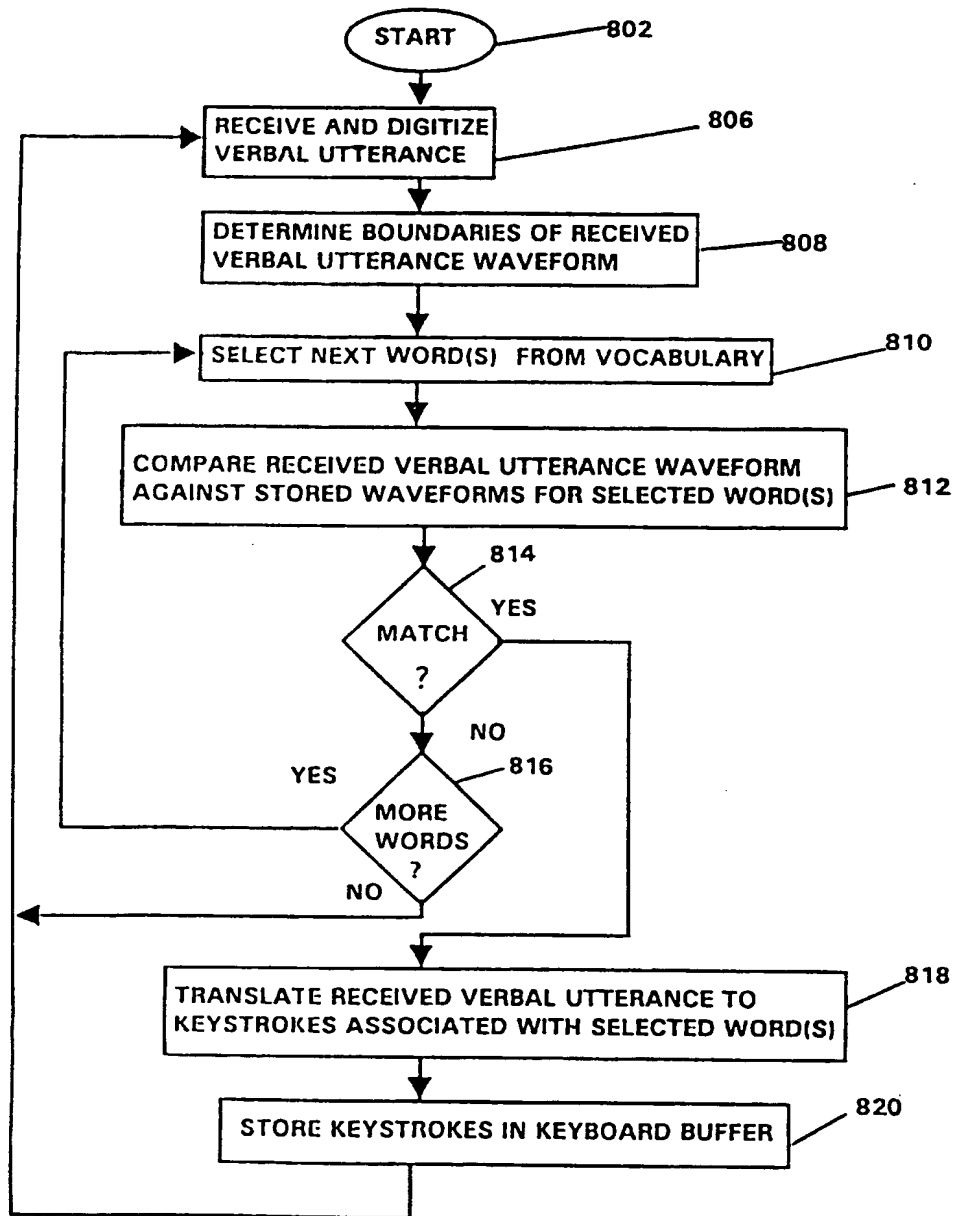 START
802
RECEIVE AND DIGITIZE
VERBAL UTTERANCE
806
DETERMINE BOUNDARIES OF RECEIVED
VERBAL UTTERANCE WAVEFORM
808
SELECT NEXT WORD(S) FROM VOCABULARY
810
COMPARE RECEIVED VERBAL UTTERANCE WAVEFORM
AGAINST STORED WAVEFORMS FOR SELECTED WORD(S)
812
814
YES
MATCH
?
NO
816
YES
MORE
WORDS
?
NO
TRANSLATE RECEIVED VERBAL UTTERANCE TO
KEYSTROKES ASSOCIATED WITH SELECTED WORD(S)
818
STORE KEYSTROKES IN KEYBOARD BUFFER
820